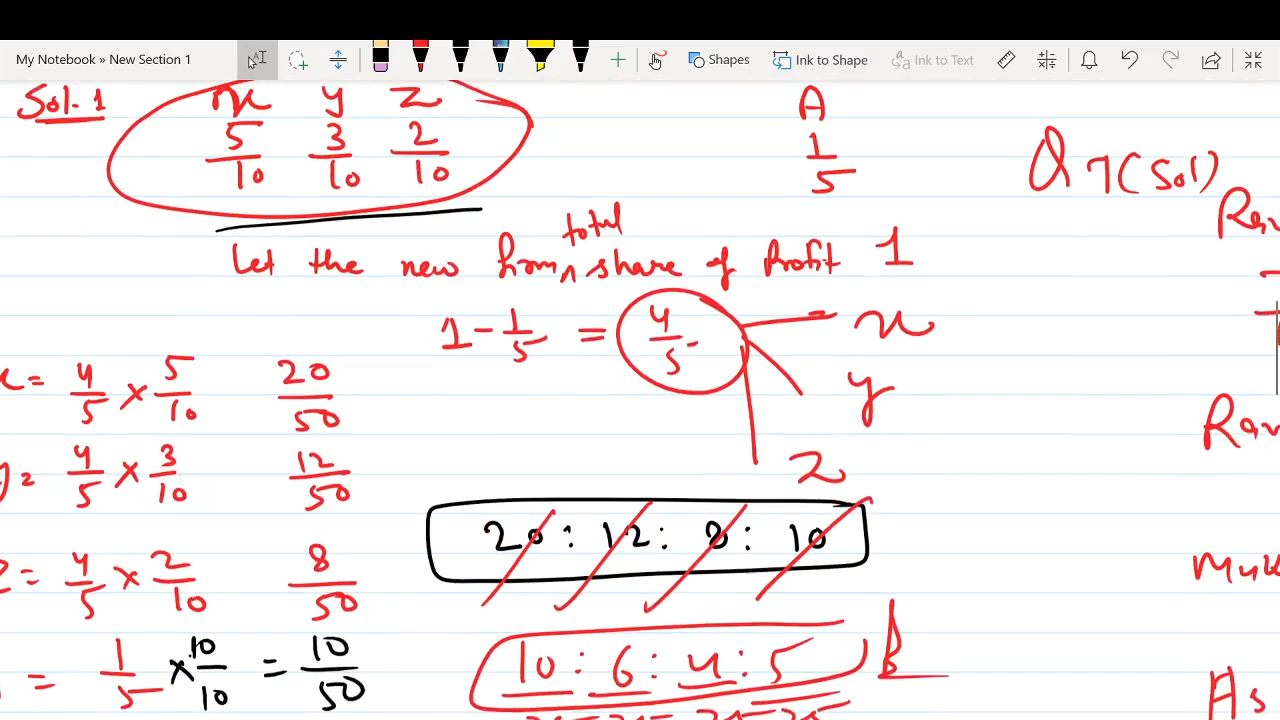 My Notebook » New Section 1
Shapes
Ink to Shape
Ink to Text
Sol. 1
x y z
5/10 3/10 2/10
A
1/5
Q 7 (Sol)
total
Let the new from ^ share of Profit 1
1 - 1/5 = 4/5
x
y
z
x = 4/5 × 5/10 20/50
y = 4/5 × 3/10 12/50
z = 4/5 × 2/10 8/50
= 1/5 × 10/10 = 10/50
20 : 12 : 8 : 10
10 : 6 : 4 : 5
As